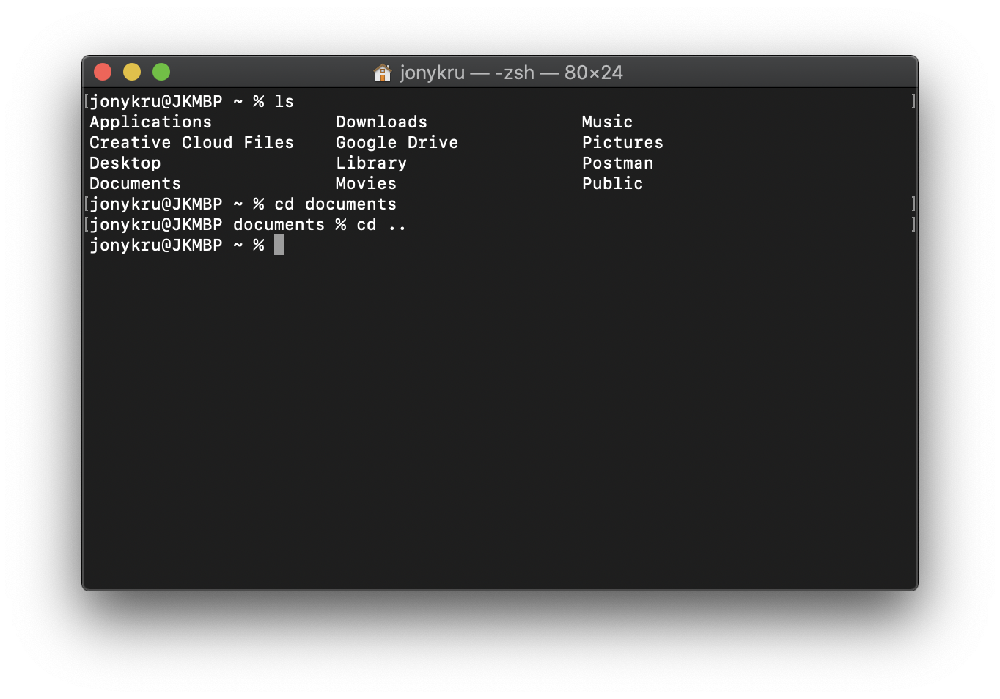 jonykru — -zsh — 80×24
[jonykru@JKMBP ~ % ls ]
Applications Downloads Music
Creative Cloud Files Google Drive Pictures
Desktop Library Postman
Documents Movies Public
[jonykru@JKMBP ~ % cd documents ]
[jonykru@JKMBP documents % cd .. ]
jonykru@JKMBP ~ %